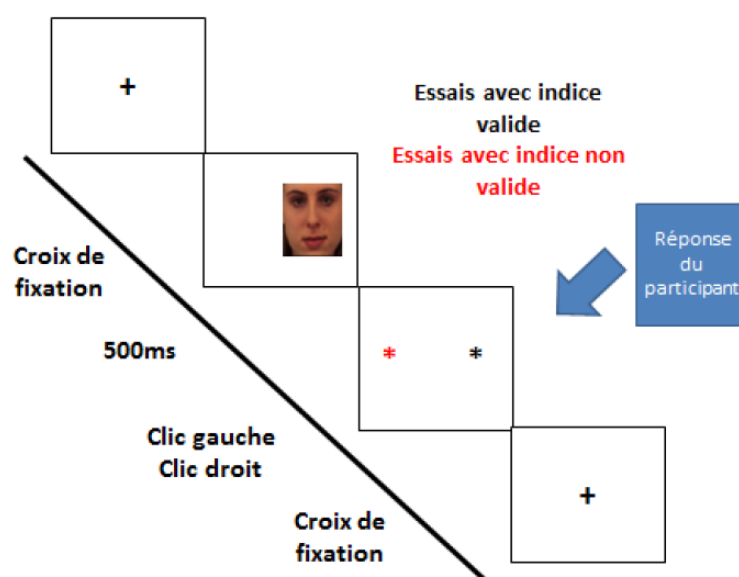 +
Essais avec indice
valide
Essais avec indice non
valide
Réponse
du
participant
Croix de
fixation
500ms
* *
Clic gauche
Clic droit
+
Croix de
fixation